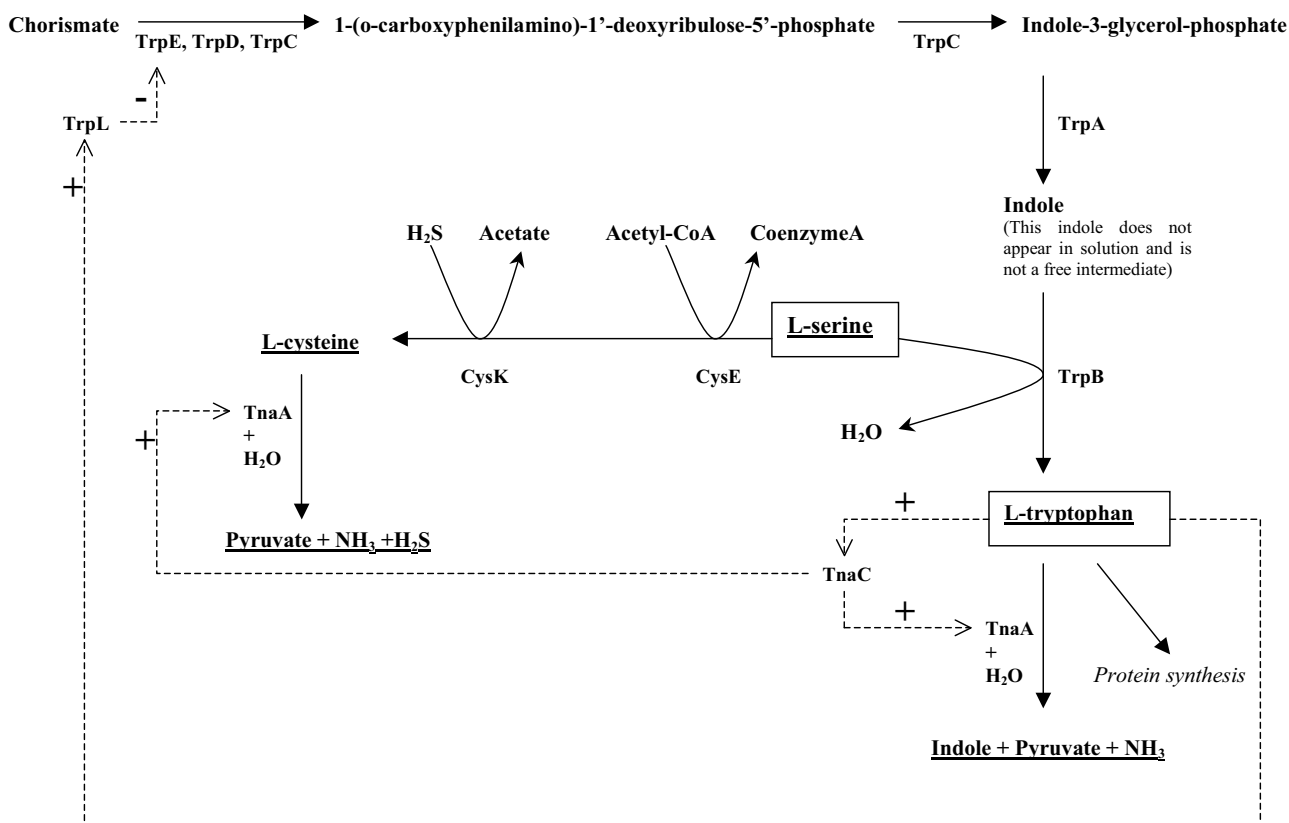 Chorismate
1-(o-carboxyphenilamino)-1’-deoxyribulose-5’-phosphate
Indole-3-glycerol-phosphate
TrpE, TrpD, TrpC
TrpC
-
TrpL
TrpA
+
Indole
(This indole does not
appear in solution and is
not a free intermediate)
H₂S
Acetate
Acetyl-CoA
CoenzymeA
L-serine
L-cysteine
CysK
CysE
TrpB
TnaA
+
H₂O
+
H₂O
+
L-tryptophan
Pyruvate + NH₃ +H₂S
TnaC
+
TnaA
+
H₂O
Protein synthesis
Indole + Pyruvate + NH₃